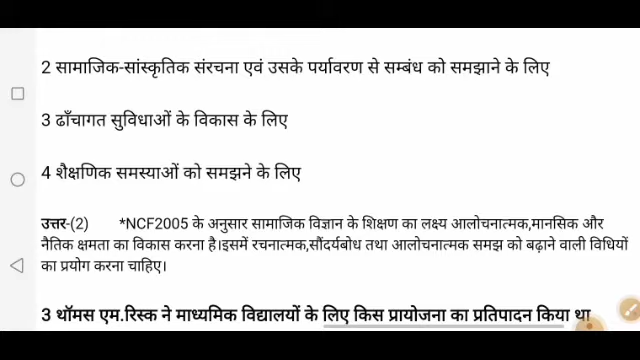 2 सामाजिक-सांस्कृतिक संरचना एवं उसके पर्यावरण से सम्बंध को समझाने के लिए
3 ढाँचागत सुविधाओं के विकास के लिए
4 शैक्षणिक समस्याओं को समझने के लिए
उत्तर-(2) *NCF2005 के अनुसार सामाजिक विज्ञान के शिक्षण का लक्ष्य आलोचनात्मक,मानसिक और
नैतिक क्षमता का विकास करना है।इसमें रचनात्मक,सौंदर्यबोध तथा आलोचनात्मक समझ को बढ़ाने वाली विधियों
का प्रयोग करना चाहिए।
3 थॉमस एम.रिस्क ने माध्यमिक विद्यालयों के लिए किस प्रायोजना का प्रतिपादन किया था